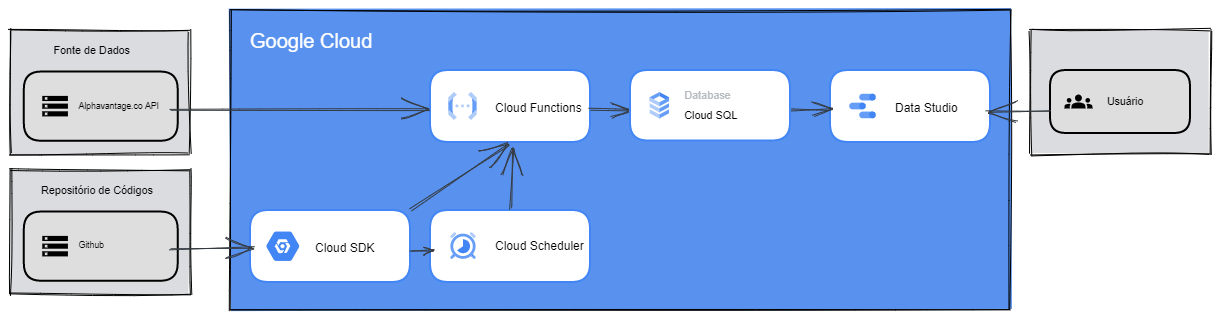 Google Cloud
Fonte de Dados
Alphavantage.co API
Cloud Functions
Database
Cloud SQL
Data Studio
Usuário
Repositório de Códigos
Github
Cloud SDK
Cloud Scheduler